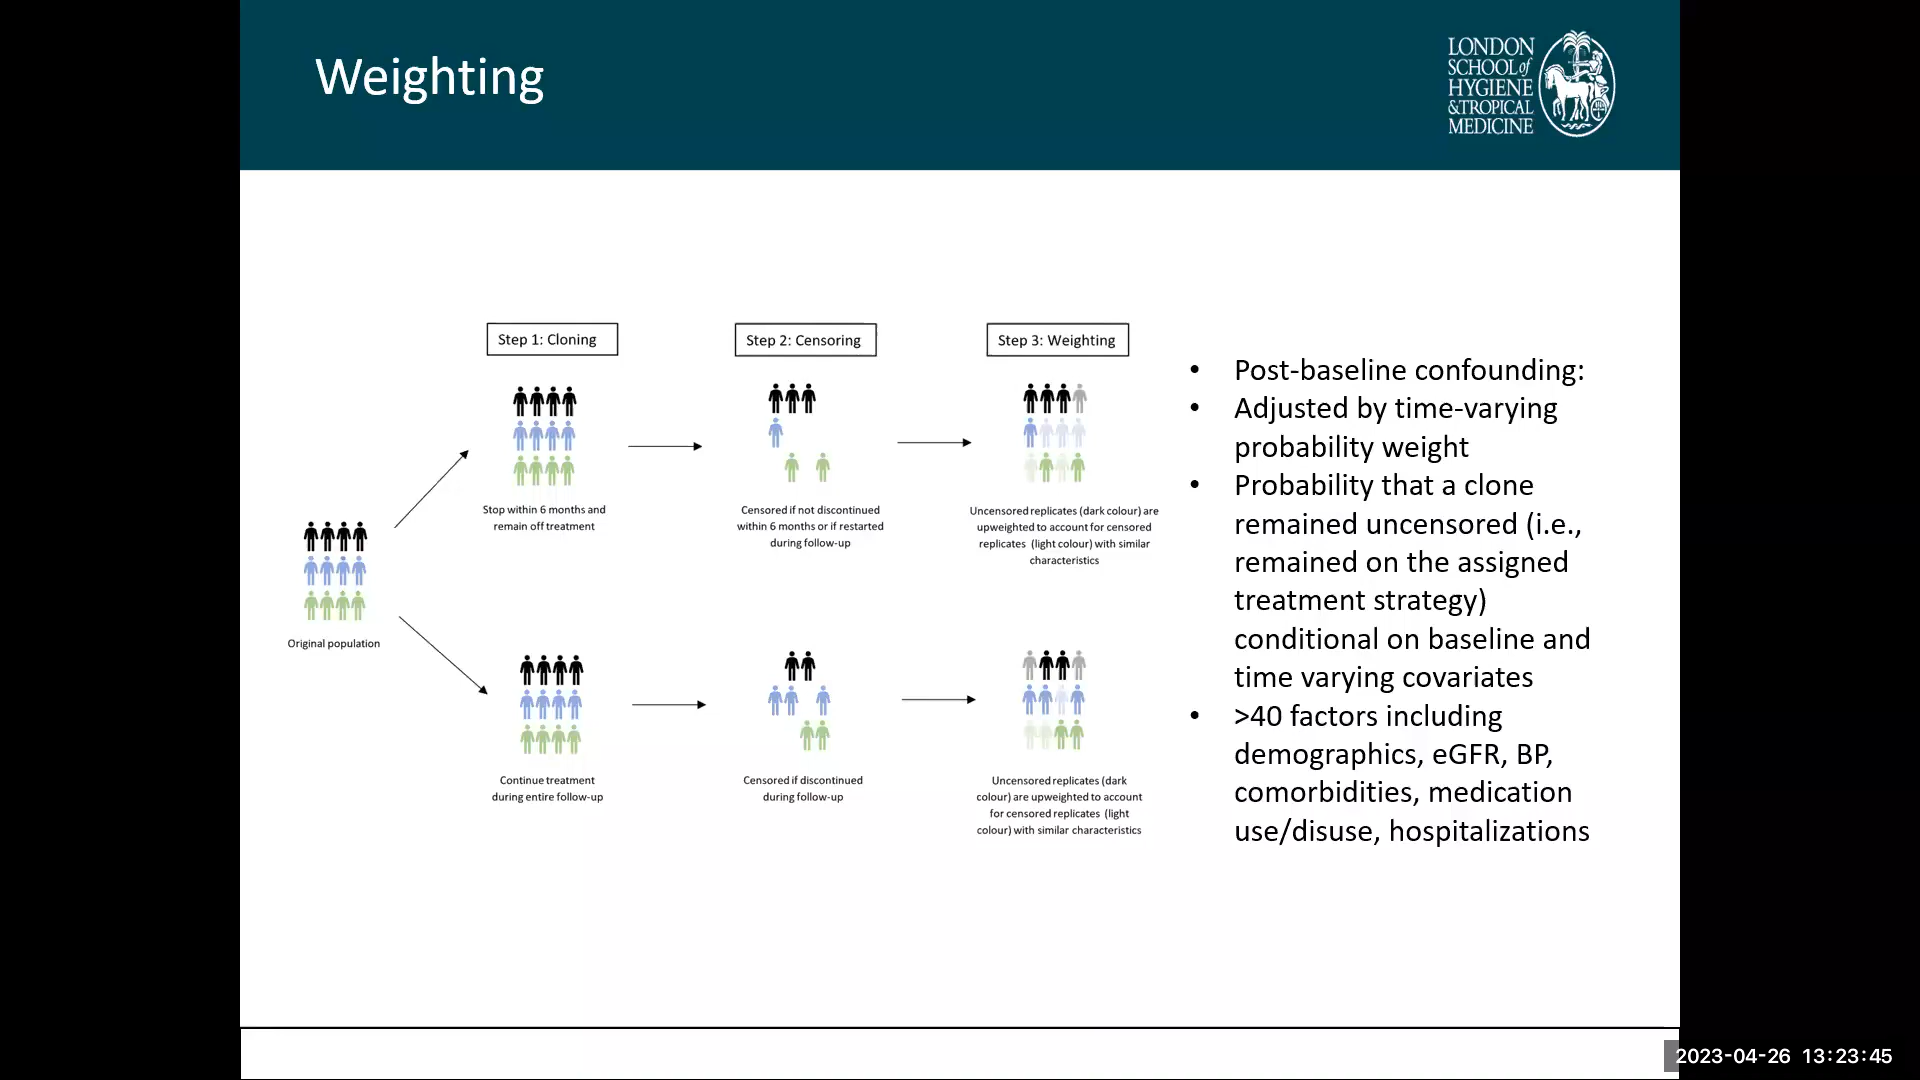 Weighting
LONDON
SCHOOL of
HYGIENE
&TROPICAL
MEDICINE
Step 1: Cloning
Step 2: Censoring
Step 3: Weighting
Stop within 6 months and
remain off treatment
Censored if not discontinued
within 6 months or if restarted
during follow-up
Uncensored replicates (dark colour) are
upweighted to account for censored
replicates (light colour) with similar
characteristics
Original population
Continue treatment
during entire follow-up
Censored if discontinued
during follow-up
Uncensored replicates (dark
colour) are upweighted to account
for censored replicates (light
colour) with similar characteristics
• Post-baseline confounding:
• Adjusted by time-varying
probability weight
• Probability that a clone
remained uncensored (i.e.,
remained on the assigned
treatment strategy)
conditional on baseline and
time varying covariates
• >40 factors including
demographics, eGFR, BP,
comorbidities, medication
use/disuse, hospitalizations
2023-04-26 13:23:45